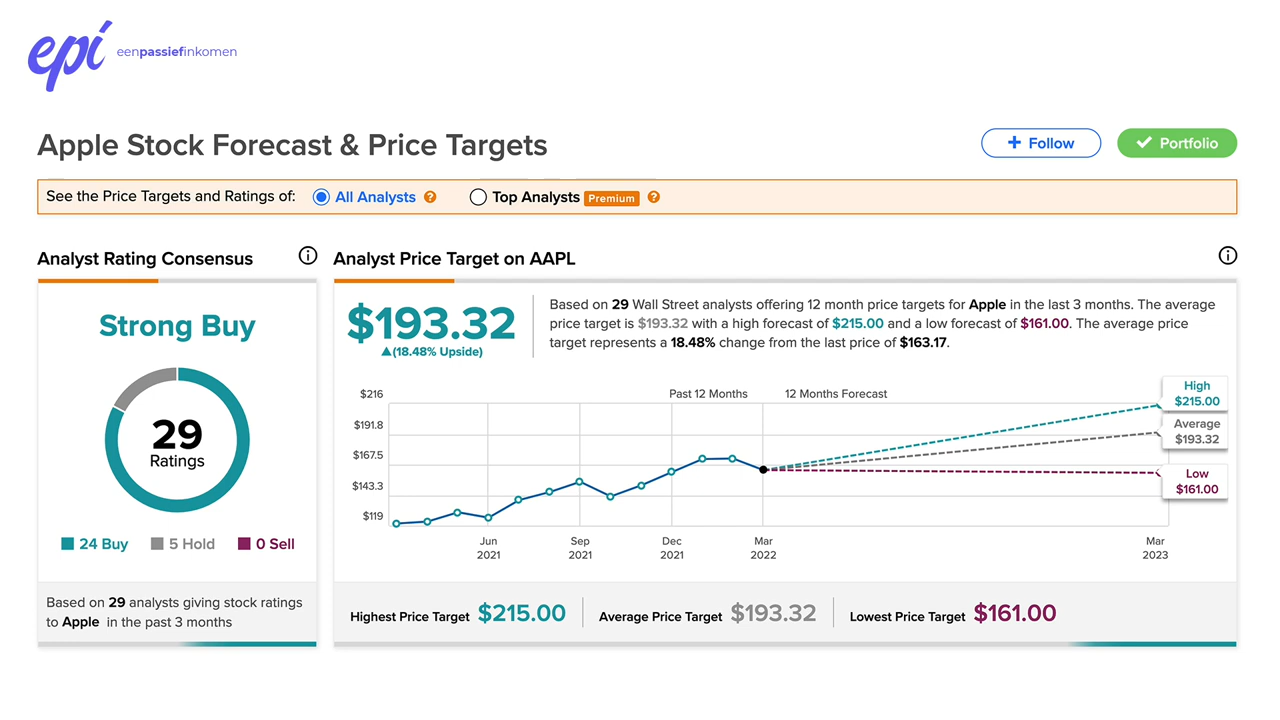 epi eenpassiefinkomen
Apple Stock Forecast & Price Targets
+ Follow
Portfolio
See the Price Targets and Ratings of: All Analysts ? Top Analysts Premium ?
Analyst Rating Consensus
Strong Buy
29
Ratings
24 Buy 5 Hold 0 Sell
Based on 29 analysts giving stock ratings
to Apple in the past 3 months
Analyst Price Target on AAPL
$193.32
▲(18.48% Upside)
Based on 29 Wall Street analysts offering 12 month price targets for Apple in the last 3 months. The average
price target is $193.32 with a high forecast of $215.00 and a low forecast of $161.00. The average price
target represents a 18.48% change from the last price of $163.17.
Past 12 Months 12 Months Forecast
$216
$191.8
$167.5
$143.3
$119
High
$215.00
Average
$193.32
Low
$161.00
Jun Sep Dec Mar Mar
2021 2021 2021 2022 2023
Highest Price Target $215.00 Average Price Target $193.32 Lowest Price Target $161.00